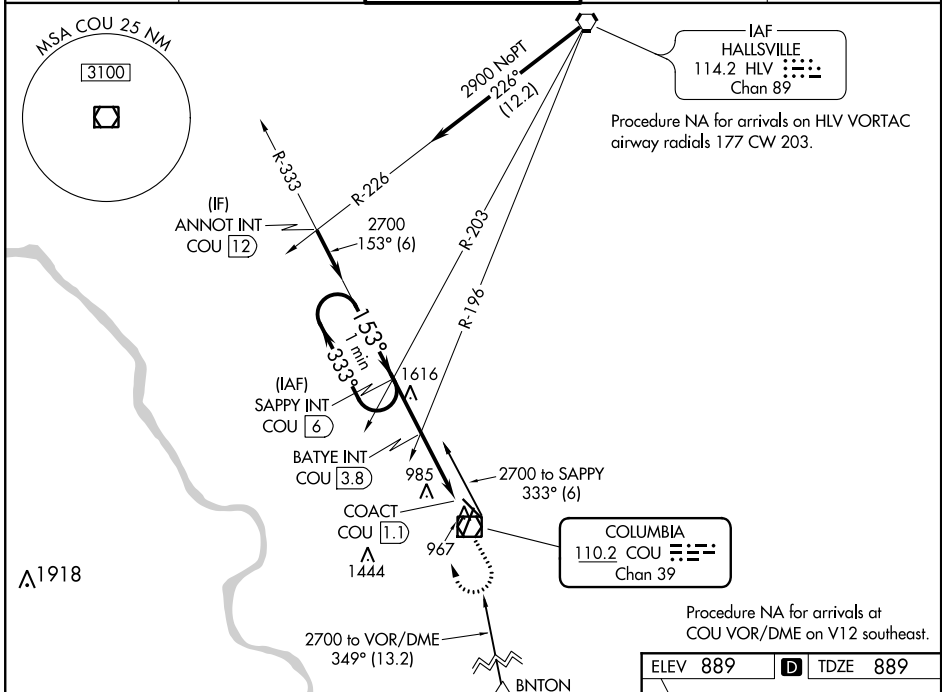 MSA COU 25 NM
3100
IAF
HALLSVILLE
114.2 HLV
Chan 89
Procedure NA for arrivals on HLV VORTAC
airway radials 177 CW 203.
2900 NoPT
226°
(12.2)
R-333
R-226
R-203
R-196
(IF)
ANNOT INT
COU 12
2700
153° (6)
153°
1 min
333°
(IAF)
SAPPY INT
COU 6
1616
BATYE INT
COU 3.8
985
2700 to SAPPY
333° (6)
COACT
COU 1.1
967
1444
COLUMBIA
110.2 COU
Chan 39
1918
Procedure NA for arrivals at
COU VOR/DME on V12 southeast.
2700 to VOR/DME
349° (13.2)
BNTON
ELEV 889
D
TDZE 889